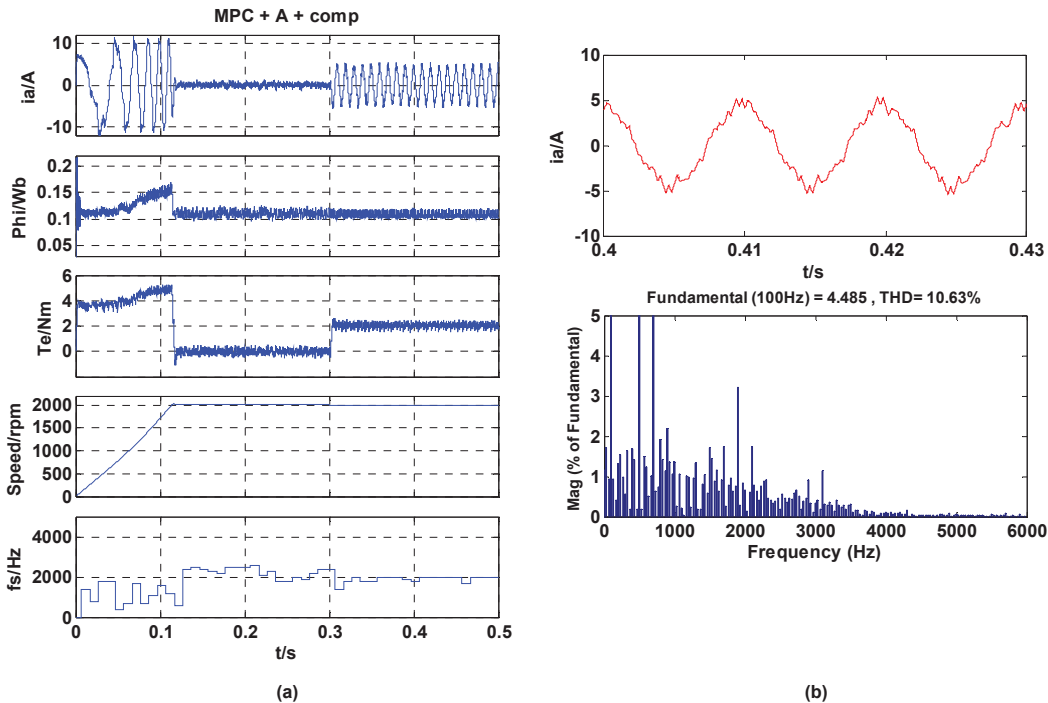 MPC + A + comp
10
0
-10
ia/A
0.2
0.15
0.1
0.05
Phi/Wb
6
4
2
0
Te/Nm
2000
1500
1000
500
0
Speed/rpm
4000
2000
0
fs/Hz
0 0.1 0.2 0.3 0.4 0.5
t/s
(a)
10
5
0
-5
-10
ia/A
0.4 0.41 0.42 0.43
t/s
Fundamental (100Hz) = 4.485 , THD= 10.63%
5
4
3
2
1
0
Mag (% of Fundamental)
0 1000 2000 3000 4000 5000 6000
Frequency (Hz)
(b)